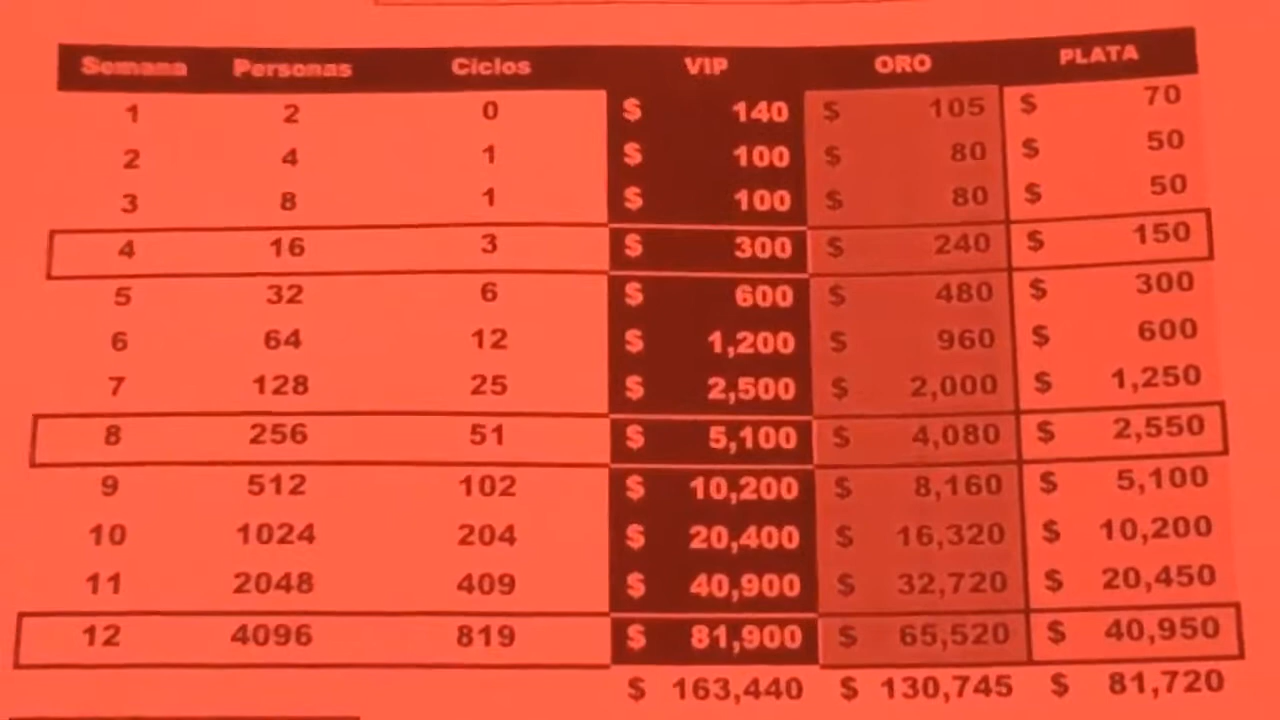 Semana Personas Ciclos VIP ORO PLATA
1 2 0 $ 140 $ 105 $ 70
2 4 1 $ 100 $ 80 $ 50
3 8 1 $ 100 $ 80 $ 50
4 16 3 $ 300 $ 240 $ 150
5 32 6 $ 600 $ 480 $ 300
6 64 12 $ 1,200 $ 960 $ 600
7 128 25 $ 2,500 $ 2,000 $ 1,250
8 256 51 $ 5,100 $ 4,080 $ 2,550
9 512 102 $ 10,200 $ 8,160 $ 5,100
10 1024 204 $ 20,400 $ 16,320 $ 10,200
11 2048 409 $ 40,900 $ 32,720 $ 20,450
12 4096 819 $ 81,900 $ 65,520 $ 40,950
$ 163,440 $ 130,745 $ 81,720